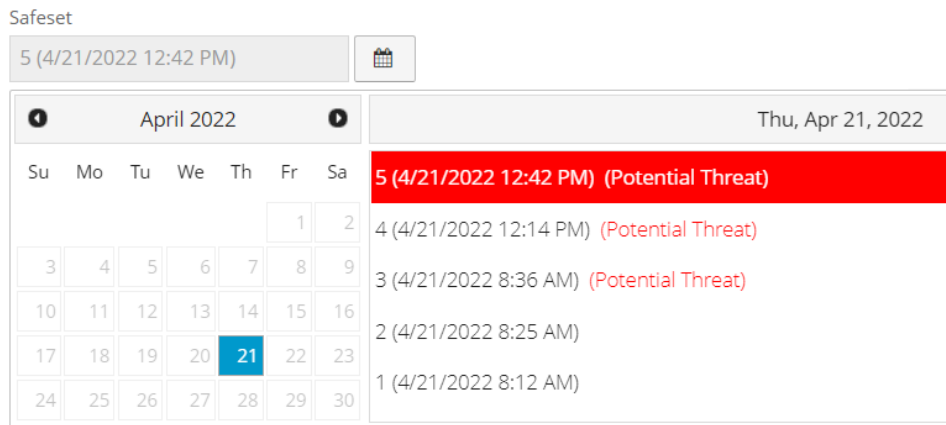 Safeset
5 (4/21/2022 12:42 PM)
April 2022
Su Mo Tu We Th Fr Sa
1 2
3 4 5 6 7 8 9
10 11 12 13 14 15 16
17 18 19 20 21 22 23
24 25 26 27 28 29 30
Thu, Apr 21, 2022
5 (4/21/2022 12:42 PM) (Potential Threat)
4 (4/21/2022 12:14 PM) (Potential Threat)
3 (4/21/2022 8:36 AM) (Potential Threat)
2 (4/21/2022 8:25 AM)
1 (4/21/2022 8:12 AM)